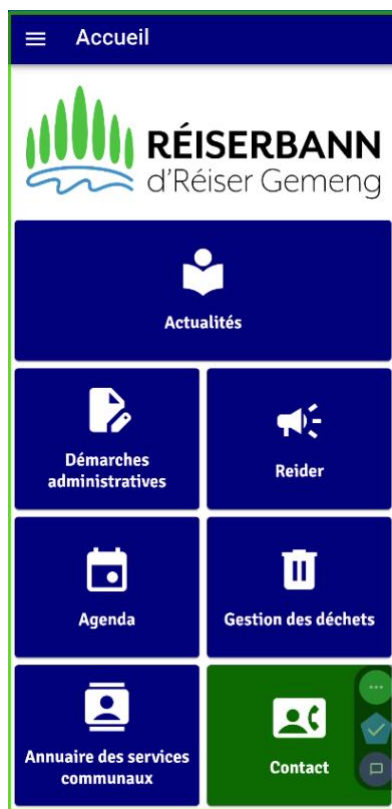 Accueil
RÉISERBANN
d'Réiser Gemeng
Actualités
Démarches
administratives
Reider
Agenda
Gestion des déchets
Annuaire des services
communaux
Contact